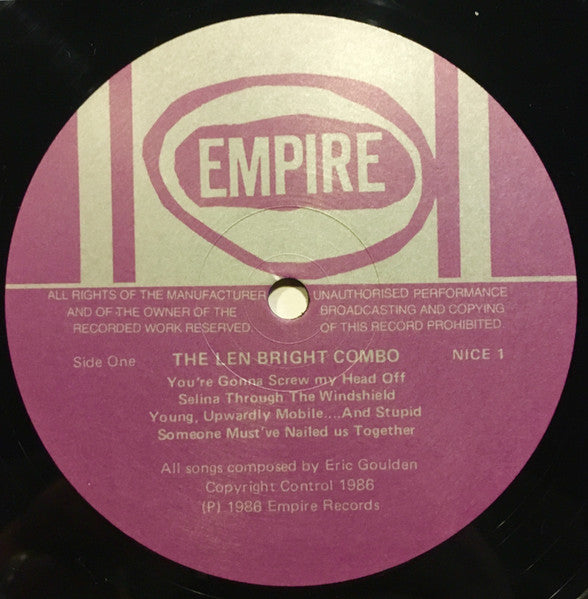 EMPIRE
ALL RIGHTS OF THE MANUFACTURER UNAUTHORISED PERFORMANCE
AND OF THE OWNER OF THE BROADCASTING AND COPYING
RECORDED WORK RESERVED. OF THIS RECORD PROHIBITED.
Side One THE LEN BRIGHT COMBO NICE 1
You're Gonna Screw my Head Off
Selina Through The Windshield
Young, Upwardly Mobile....And Stupid
Someone Must've Nailed us Together
All songs composed by Eric Goulden
Copyright Control 1986
(P) 1986 Empire Records